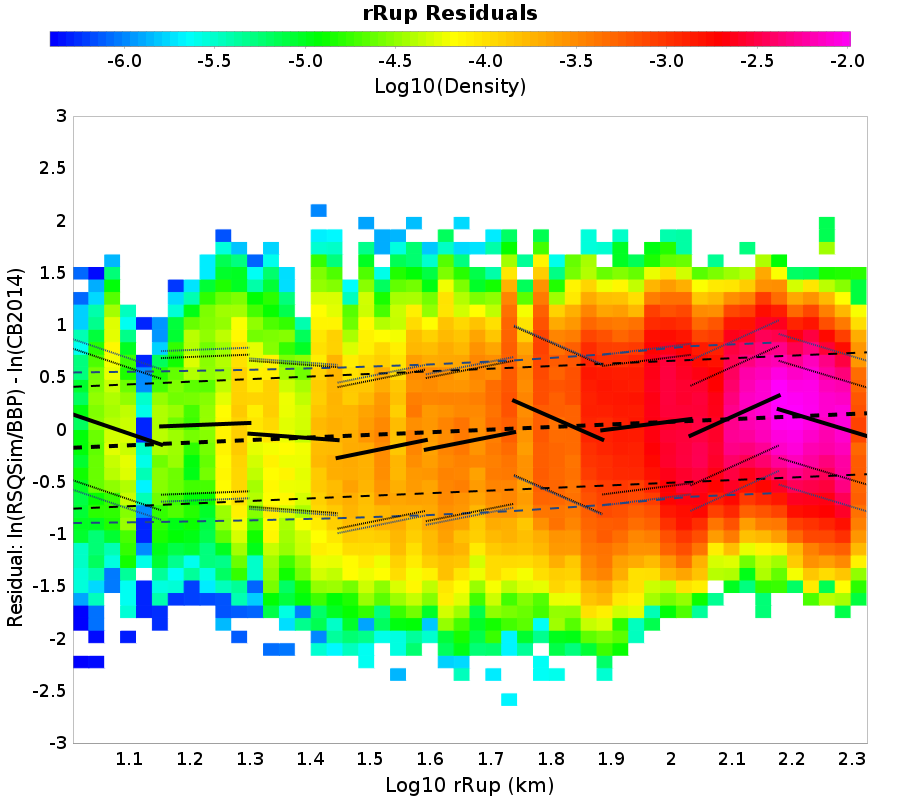 rRup Residuals
-6.0 -5.5 -5.0 -4.5 -4.0 -3.5 -3.0 -2.5 -2.0
Log10(Density)
Residual: ln(RSQSim/BBP) - ln(CB2014)
3
2.5
2
1.5
1
0.5
0
-0.5
-1
-1.5
-2
-2.5
-3
1.1 1.2 1.3 1.4 1.5 1.6 1.7 1.8 1.9 2 2.1 2.2 2.3
Log10 rRup (km)